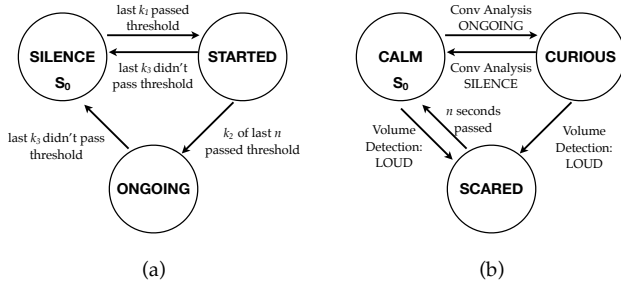 last k₁ passed
threshold
SILENCE
S₀
STARTED
last k₃ didn't
pass threshold
last k₃ didn't pass
threshold
k₂ of last n
passed threshold
ONGOING
(a)
Conv Analysis
ONGOING
CALM
S₀
CURIOUS
Conv Analysis
SILENCE
n seconds
passed
Volume
Detection:
LOUD
Volume
Detection:
LOUD
SCARED
(b)